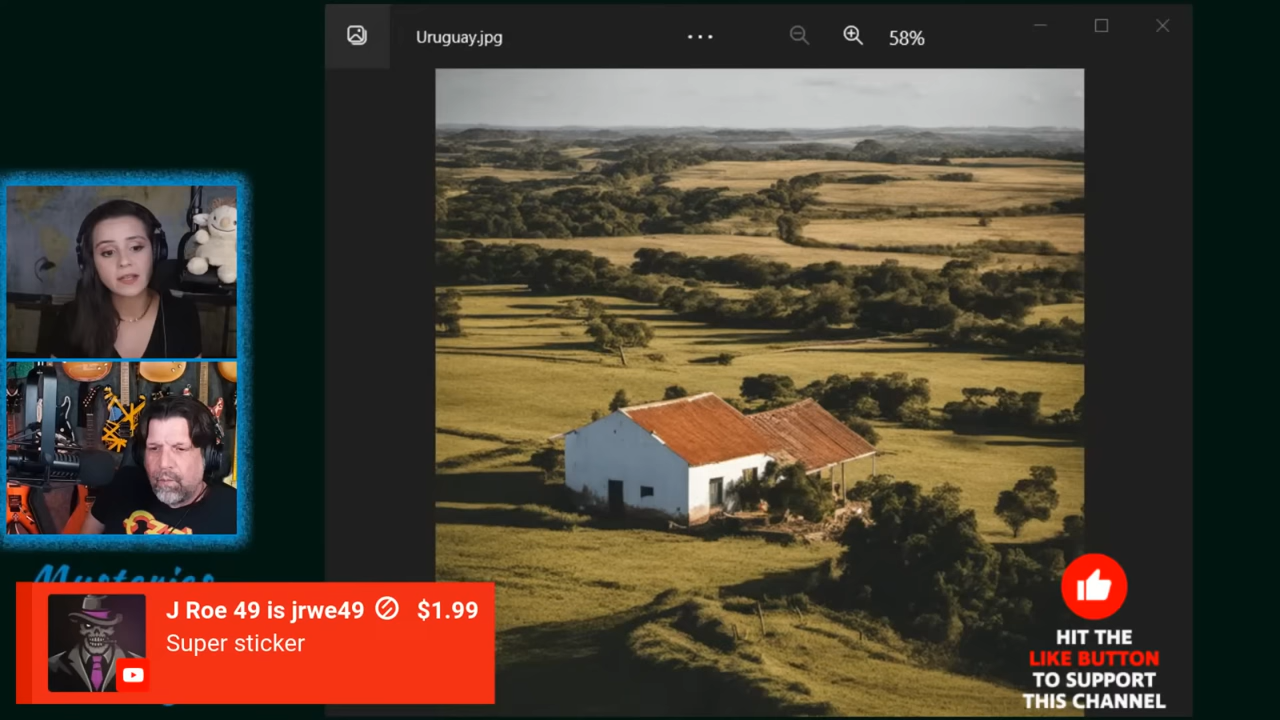 Uruguay.jpg
58%
Mysteries
J Roe 49 is jrwe49 $1.99
Super sticker
HIT THE
LIKE BUTTON
TO SUPPORT
THIS CHANNEL